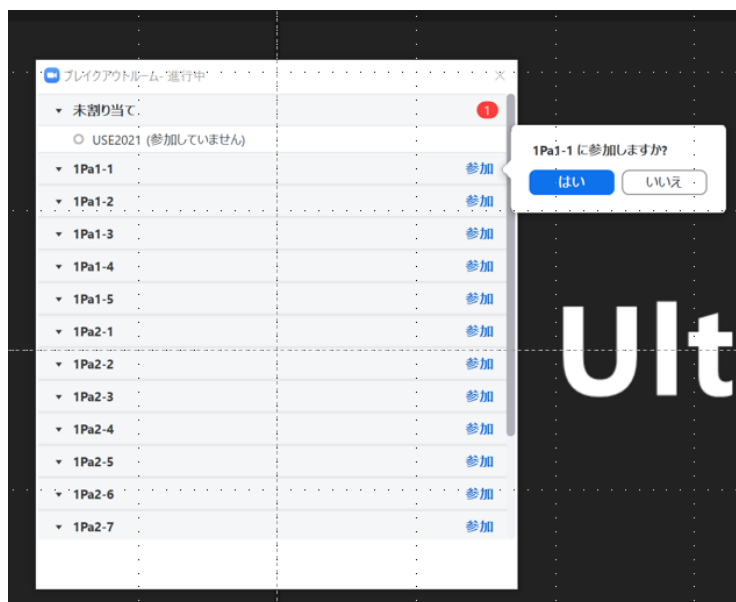 ブレイクアウトルーム- 進行中
未割り当て 1
USE2021 (参加していません)
1Pa1-1 参加
1Pa1-1 に参加しますか?
はい いいえ
1Pa1-2 参加
1Pa1-3 参加
1Pa1-4 参加
1Pa1-5 参加
1Pa2-1 参加
1Pa2-2 参加
1Pa2-3 参加
1Pa2-4 参加
1Pa2-5 参加
1Pa2-6 参加
1Pa2-7 参加
Ult